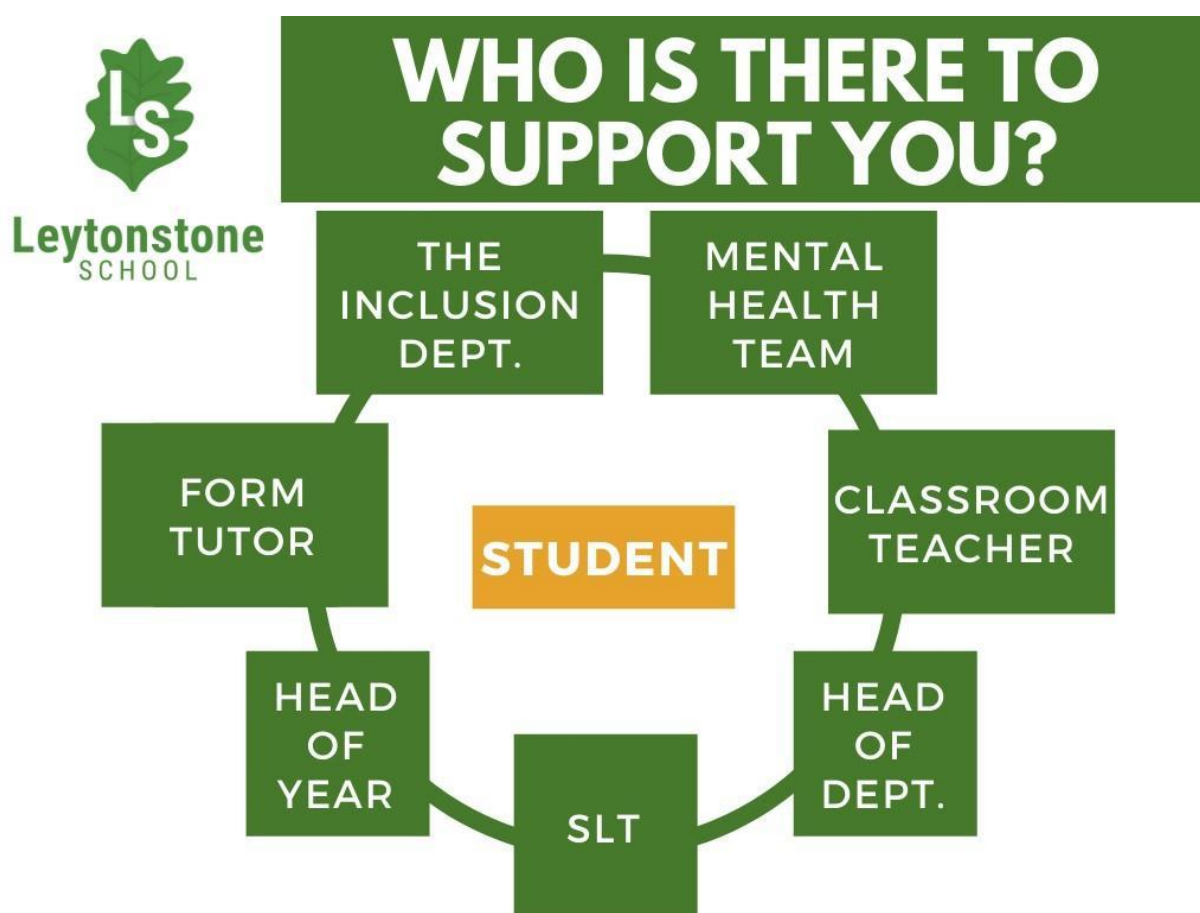 LS
Leytonstone
SCHOOL
WHO IS THERE TO
SUPPORT YOU?
THE
INCLUSION
DEPT.
MENTAL
HEALTH
TEAM
FORM
TUTOR
STUDENT
CLASSROOM
TEACHER
HEAD
OF
YEAR
SLT
HEAD
OF
DEPT.